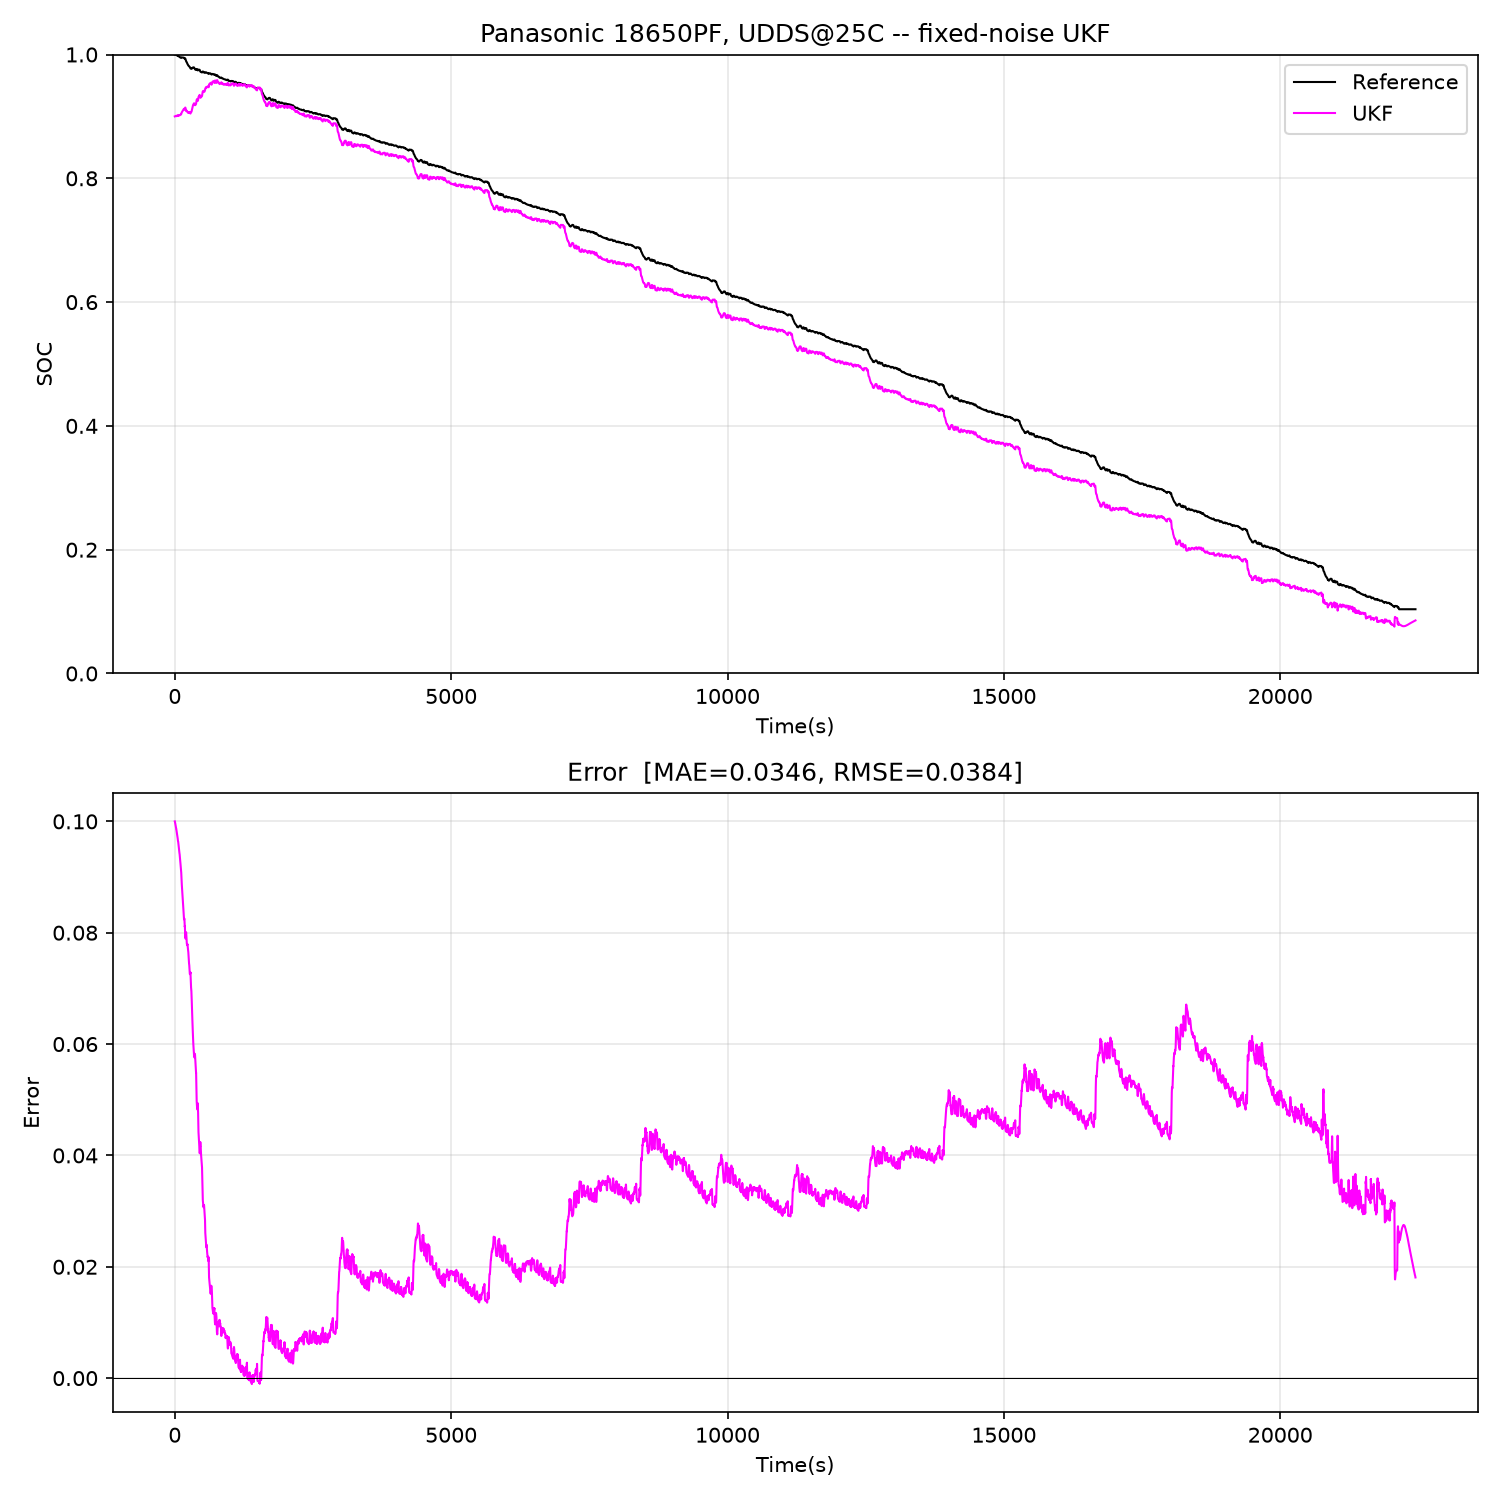 Panasonic 18650PF, UDDS@25C -- fixed-noise UKF
1.0
0.8
0.6
0.4
0.2
0.0
SOC
Reference
UKF
0 5000 10000 15000 20000
Time(s)
Error [MAE=0.0346, RMSE=0.0384]
0.10
0.08
0.06
0.04
0.02
0.00
Error
0 5000 10000 15000 20000
Time(s)